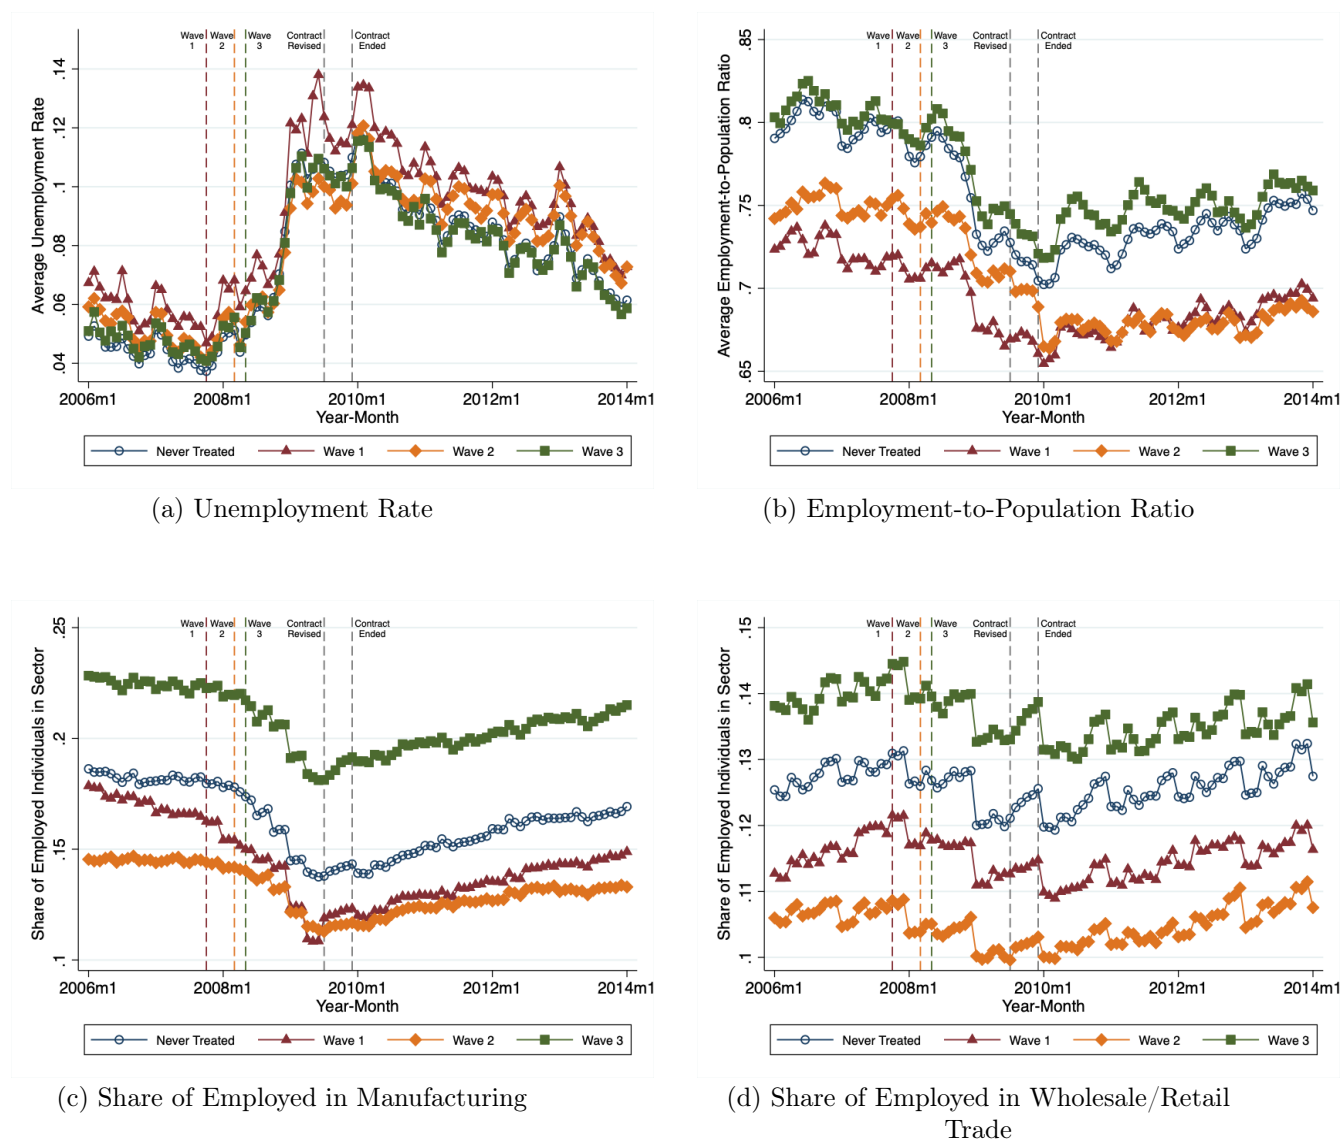 Wave 1 Wave 2 Wave 3 Contract Revised Contract Ended
Average Unemployment Rate
.14
.12
.1
.08
.06
.04
2006m1 2008m1 2010m1 2012m1 2014m1
Year-Month
Never Treated Wave 1 Wave 2 Wave 3
(a) Unemployment Rate
Wave 1 Wave 2 Wave 3 Contract Revised Contract Ended
Average Employment-to-Population Ratio
.85
.8
.75
.7
.65
2006m1 2008m1 2010m1 2012m1 2014m1
Year-Month
Never Treated Wave 1 Wave 2 Wave 3
(b) Employment-to-Population Ratio
Wave 1 Wave 2 Wave 3 Contract Revised Contract Ended
Share of Employed Individuals in Sector
.25
.2
.15
.1
2006m1 2008m1 2010m1 2012m1 2014m1
Year-Month
Never Treated Wave 1 Wave 2 Wave 3
(c) Share of Employed in Manufacturing
Wave 1 Wave 2 Wave 3 Contract Revised Contract Ended
Share of Employed Individuals in Sector
.15
.14
.13
.12
.11
.1
2006m1 2008m1 2010m1 2012m1 2014m1
Year-Month
Never Treated Wave 1 Wave 2 Wave 3
(d) Share of Employed in Wholesale/Retail
Trade